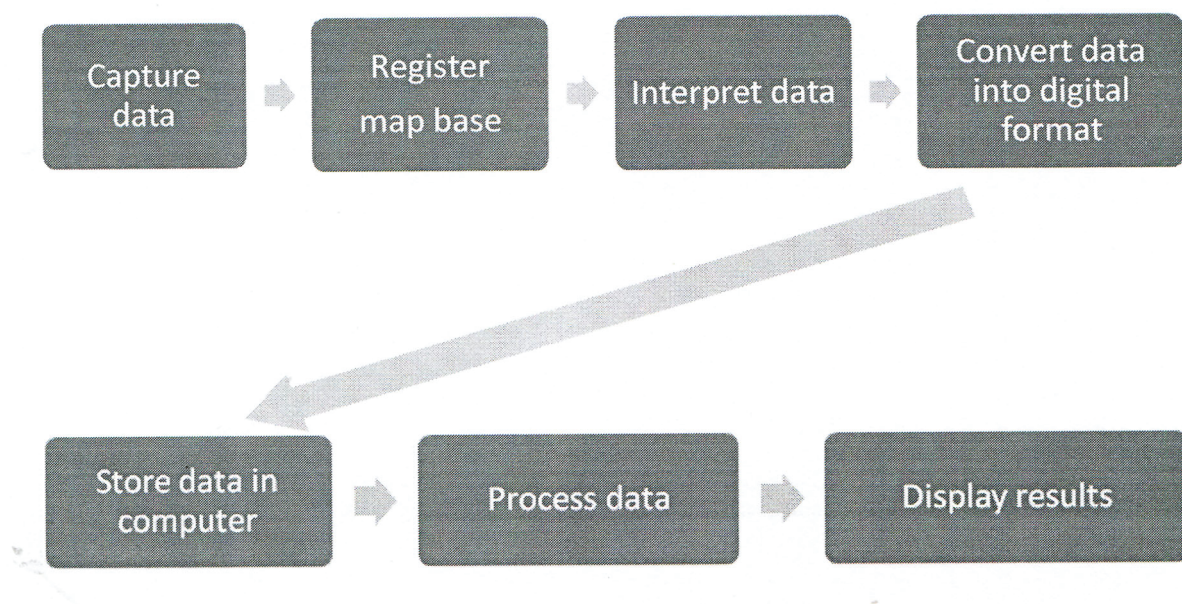 Capture
data
Register
map base
Interpret data
Convert data
into digital
format
Store data in
computer
Process data
Display results